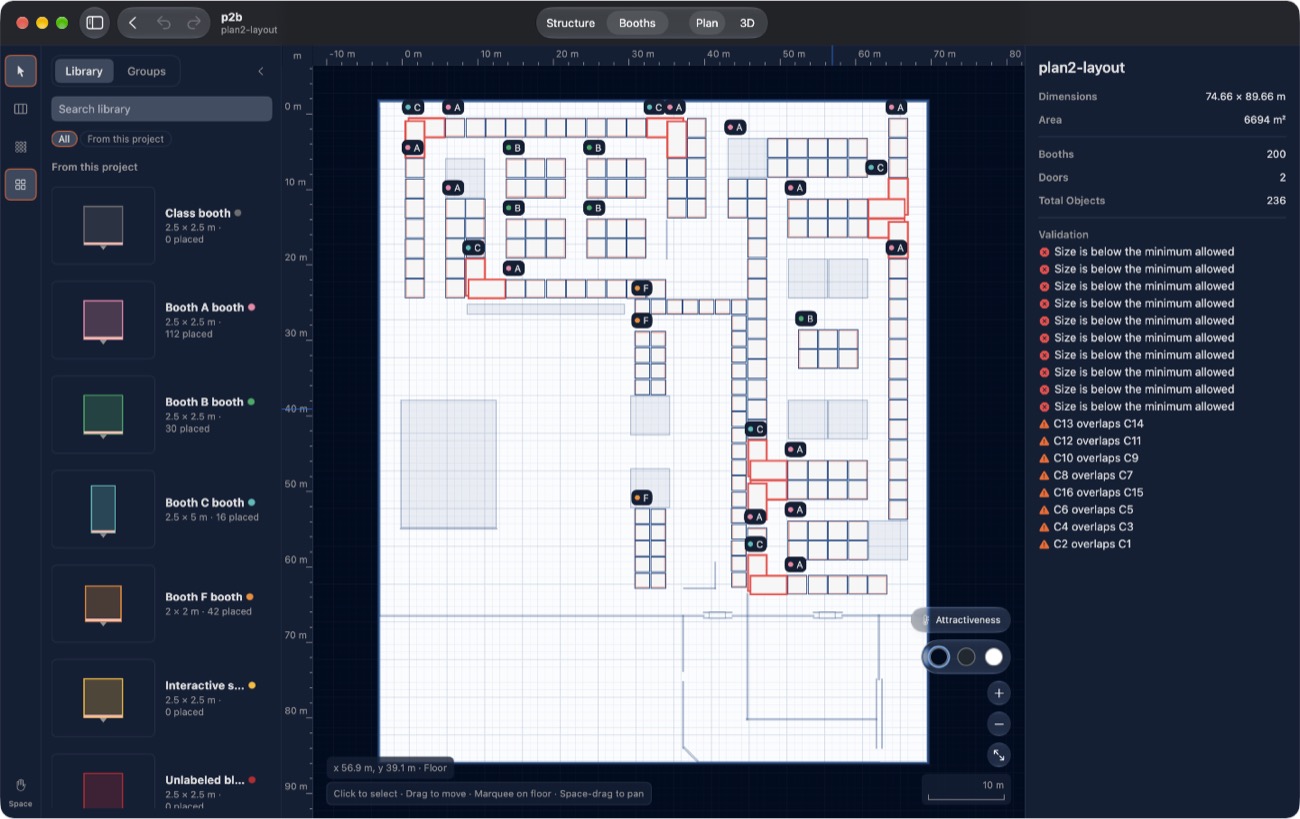 p2b
plan2-layout
Structure
Booths
Plan
3D
Library
Groups
Search library
All
From this project
From this project
Class booth
2.5 × 2.5 m ·
0 placed
Booth A booth
2.5 × 2.5 m ·
112 placed
Booth B booth
2.5 × 2.5 m ·
30 placed
Booth C booth
2.5 × 5 m · 16 placed
Booth F booth
2 × 2 m · 42 placed
Interactive s...
2.5 × 2.5 m ·
0 placed
Unlabeled bl...
2.5 × 2.5 m ·
0 placed
Space
m
-10 m
0 m
10 m
20 m
30 m
40 m
50 m
60 m
70 m
80
0 m
10 m
20 m
30 m
40 m
50 m
60 m
70 m
80 m
90 m
C
A
C
A
A
A
A
B
B
C
A
A
B
B
C
A
A
F
F
B
C
A
F
A
A
C
A
Attractiveness
x 56.9 m, y 39.1 m · Floor
Click to select · Drag to move · Marquee on floor · Space-drag to pan
10 m
plan2-layout
Dimensions
74.66 × 89.66 m
Area
6694 m²
Booths
200
Doors
2
Total Objects
236
Validation
Size is below the minimum allowed
Size is below the minimum allowed
Size is below the minimum allowed
Size is below the minimum allowed
Size is below the minimum allowed
Size is below the minimum allowed
Size is below the minimum allowed
Size is below the minimum allowed
Size is below the minimum allowed
Size is below the minimum allowed
C13 overlaps C14
C12 overlaps C11
C10 overlaps C9
C8 overlaps C7
C16 overlaps C15
C6 overlaps C5
C4 overlaps C3
C2 overlaps C1